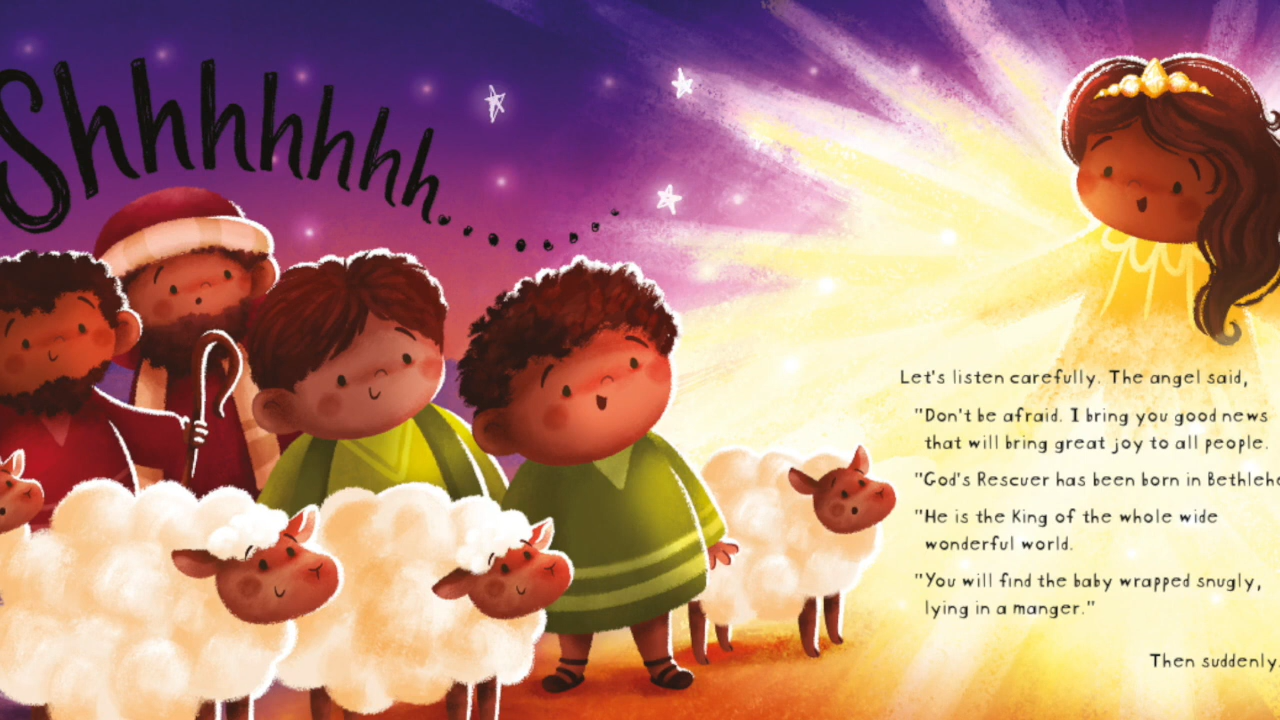 Shhhhhhh.......
Let's listen carefully. The angel said,
"Don't be afraid. I bring you good news
that will bring great joy to all people.
"God's Rescuer has been born in Bethlehe
"He is the King of the whole wide
wonderful world.
"You will find the baby wrapped snugly,
lying in a manger."
Then suddenly.